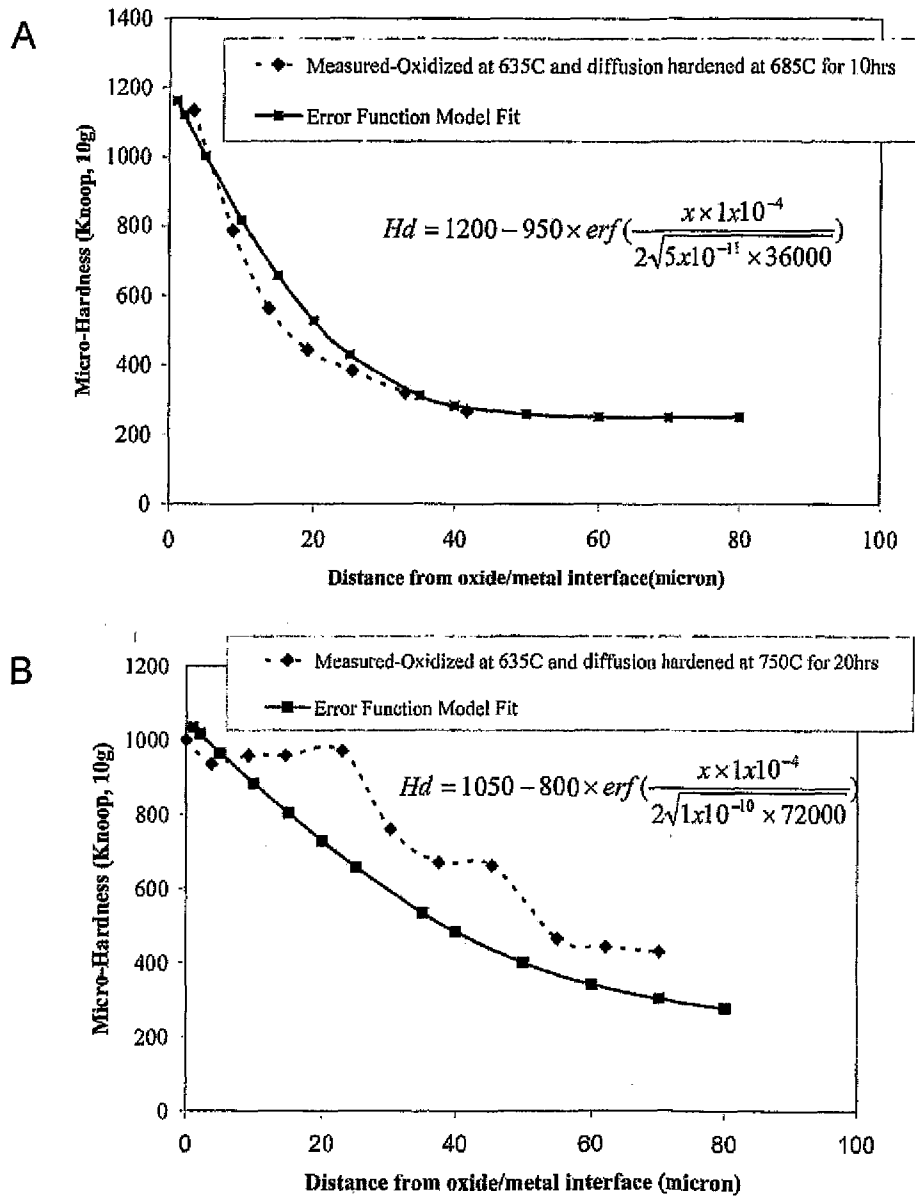 A
1400
1200
1000
800
600
400
200
0
Micro-Hardness (Knoop, 10g)
Measured-Oxidized at 635C and diffusion hardened at 685C for 10hrs
Error Function Model Fit
Hd = 1200 − 950 × erf( x × 1x10⁻⁴ / 2√5x10⁻¹¹ × 36000 )
0 20 40 60 80 100
Distance from oxide/metal interface(micron)
B
1200
1000
800
600
400
200
0
Micro-Hardness (Knoop, 10g)
Measured-Oxidized at 635C and diffusion hardened at 750C for 20hrs
Error Function Model Fit
Hd = 1050 − 800 × erf( x × 1x10⁻⁴ / 2√1x10⁻¹⁰ × 72000 )
0 20 40 60 80 100
Distance from oxide/metal interface (micron)